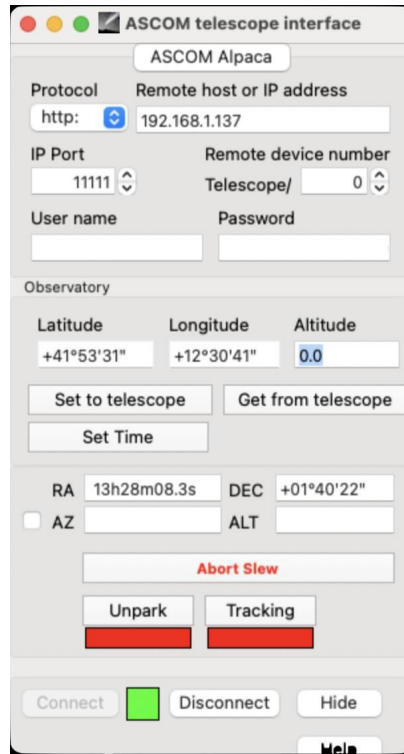 ASCOM telescope interface
ASCOM Alpaca
Protocol Remote host or IP address
http: 192.168.1.137
IP Port Remote device number
11111 Telescope/ 0
User name Password
Observatory
Latitude Longitude Altitude
+41°53'31" +12°30'41" 0.0
Set to telescope Get from telescope
Set Time
RA 13h28m08.3s DEC +01°40'22"
AZ ALT
Abort Slew
Unpark Tracking
Connect Disconnect Hide
Help